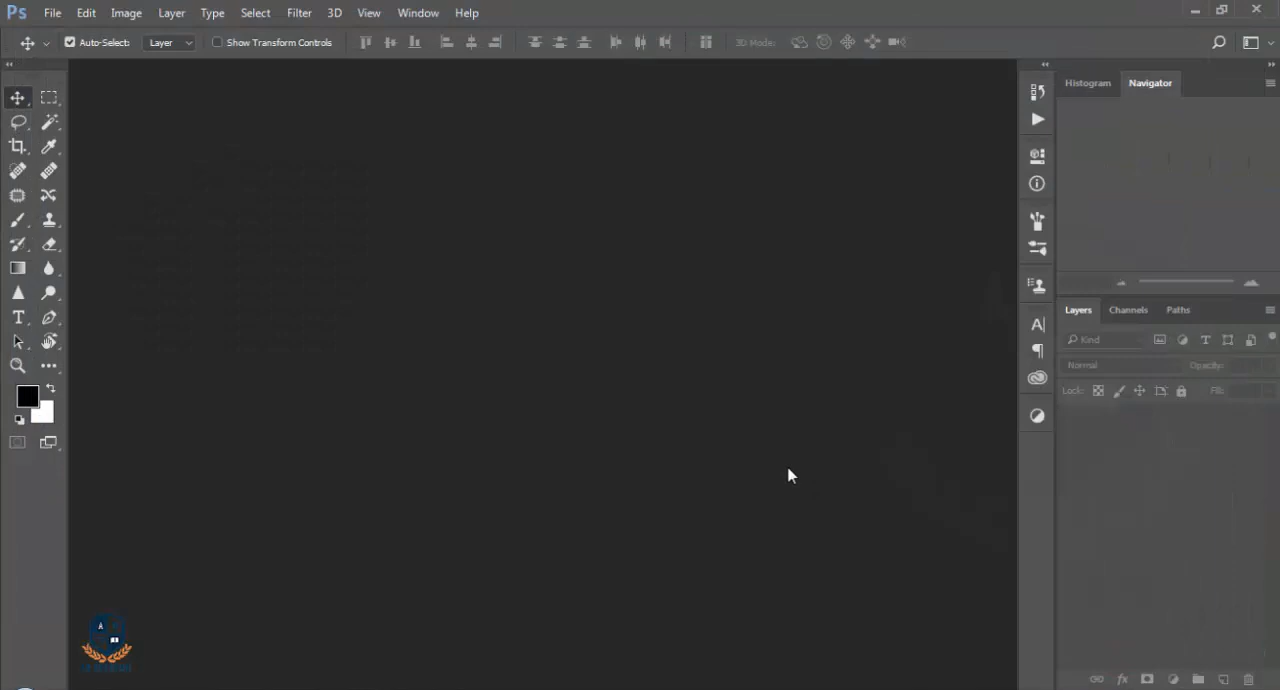 Ps File Edit Image Layer Type Select Filter 3D View Window Help
Auto-Select: Layer Show Transform Controls 3D Mode:
Histogram Navigator
Layers Channels Paths
Kind
Normal Opacity:
Lock: Fill: